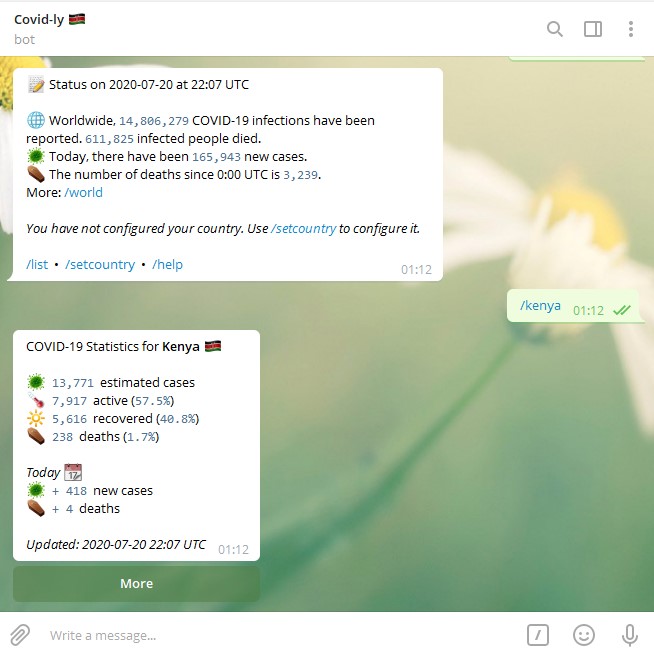 Covid-ly 🇰🇪
bot
📝 Status on 2020-07-20 at 22:07 UTC
🌐 Worldwide, 14,806,279 COVID-19 infections have been
reported. 611,825 infected people died.
Today, there have been 165,943 new cases.
⚰️ The number of deaths since 0:00 UTC is 3,239.
More: /world
You have not configured your country. Use /setcountry to configure it.
/list • /setcountry • /help
01:12
/kenya 01:12
COVID-19 Statistics for Kenya 🇰🇪
13,771 estimated cases
7,917 active (57.5%)
5,616 recovered (40.8%)
238 deaths (1.7%)
Today 📆
+ 418 new cases
+ 4 deaths
Updated: 2020-07-20 22:07 UTC 01:12
More
Write a message...